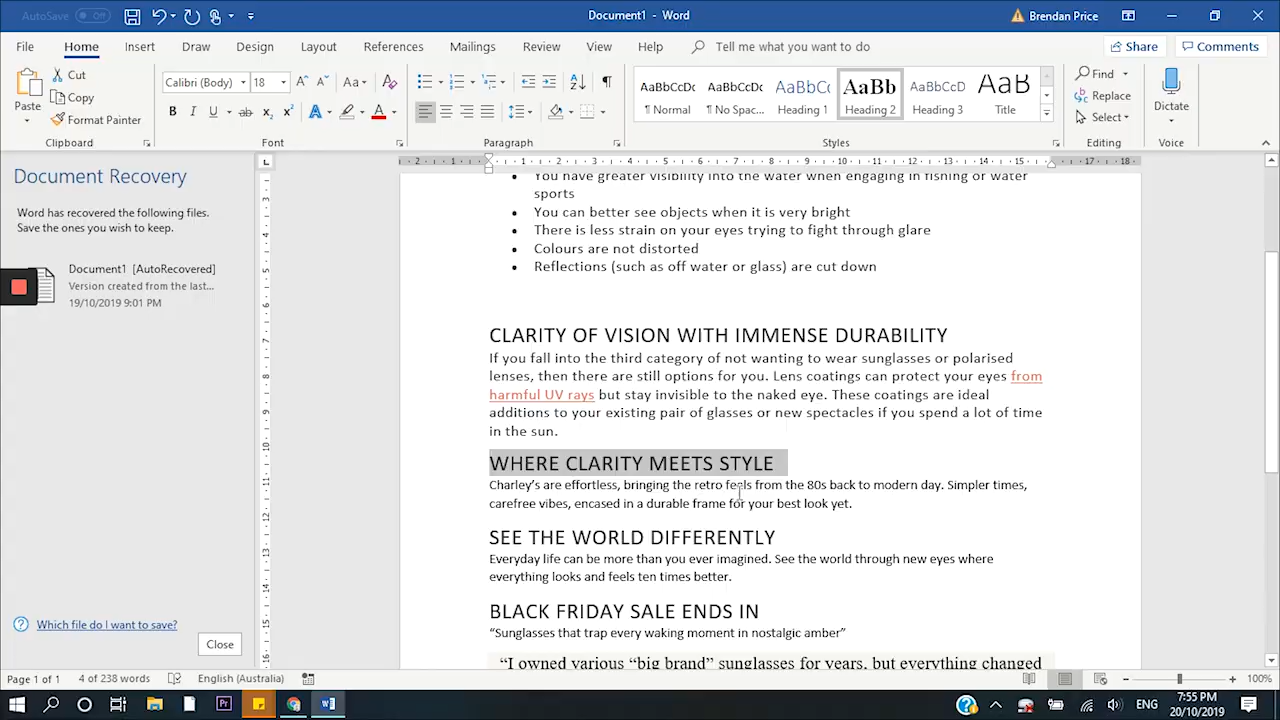 AutoSave Off
Document1 - Word
Brendan Price
File Home Insert Draw Design Layout References Mailings Review View Help Tell me what you want to do Share Comments
Paste
Cut
Copy
Format Painter
Clipboard
Calibri (Body) 18
Font
Paragraph
AaBbCcDc AaBbCcDc AaBbC AaBb AaBbCcD AaB
¶ Normal ¶ No Spac... Heading 1 Heading 2 Heading 3 Title
Styles
Find
Replace
Select
Editing
Dictate
Voice
Document Recovery
Word has recovered the following files.
Save the ones you wish to keep.
Document1 [AutoRecovered]
Version created from the last...
19/10/2019 9:01 PM
Which file do I want to save?
Close
You have greater visibility into the water when engaging in fishing or water
sports
You can better see objects when it is very bright
There is less strain on your eyes trying to fight through glare
Colours are not distorted
Reflections (such as off water or glass) are cut down
CLARITY OF VISION WITH IMMENSE DURABILITY
If you fall into the third category of not wanting to wear sunglasses or polarised
lenses, then there are still options for you. Lens coatings can protect your eyes from
harmful UV rays but stay invisible to the naked eye. These coatings are ideal
additions to your existing pair of glasses or new spectacles if you spend a lot of time
in the sun.
WHERE CLARITY MEETS STYLE
Charley’s are effortless, bringing the retro feels from the 80s back to modern day. Simpler times,
carefree vibes, encased in a durable frame for your best look yet.
SEE THE WORLD DIFFERENTLY
Everyday life can be more than you ever imagined. See the world through new eyes where
everything looks and feels ten times better.
BLACK FRIDAY SALE ENDS IN
“Sunglasses that trap every waking moment in nostalgic amber”
“I owned various “big brand” sunglasses for years, but everything changed
Page 1 of 1 4 of 238 words English (Australia) 100%
ENG
7:55 PM
20/10/2019